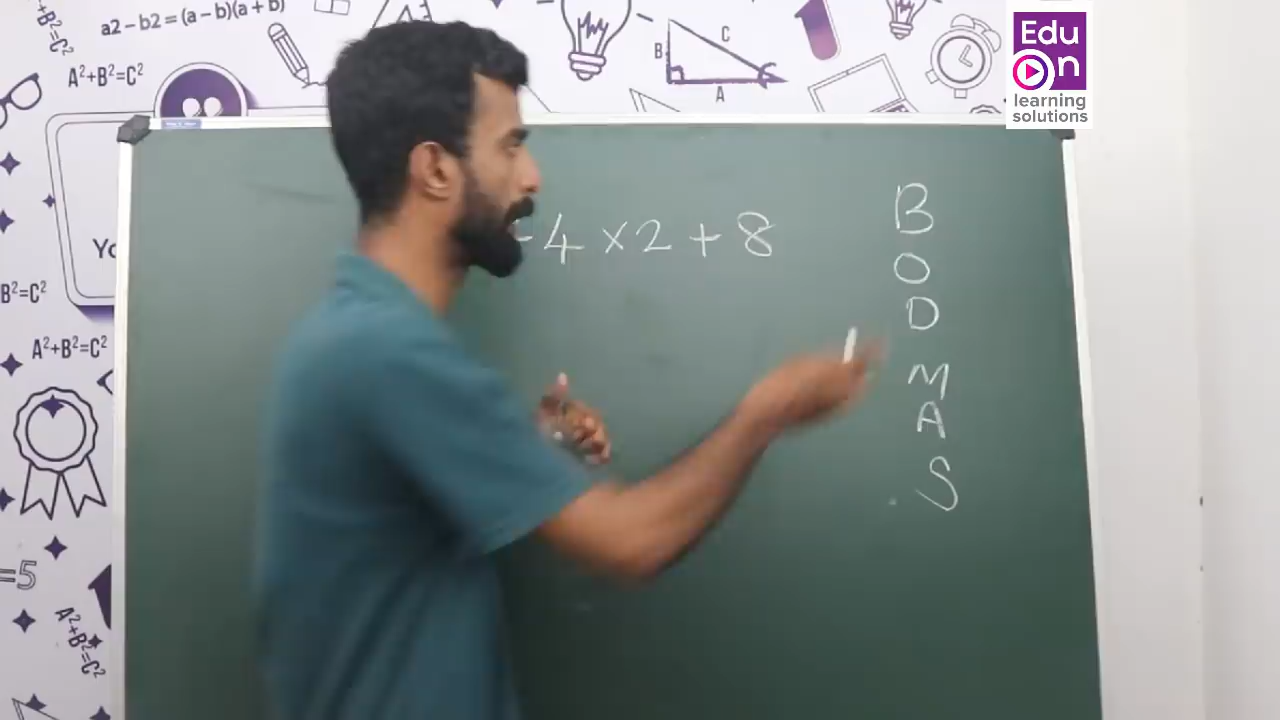 a2 – b2 = (a – b)(a + b)
A²+B²=C²
B
C
A
Edu
On
learning
solutions
- 4 × 2 + 8
B
O
D
M
A
S
B²=C²
A²+B²=C²
=5
A²+B²=C²